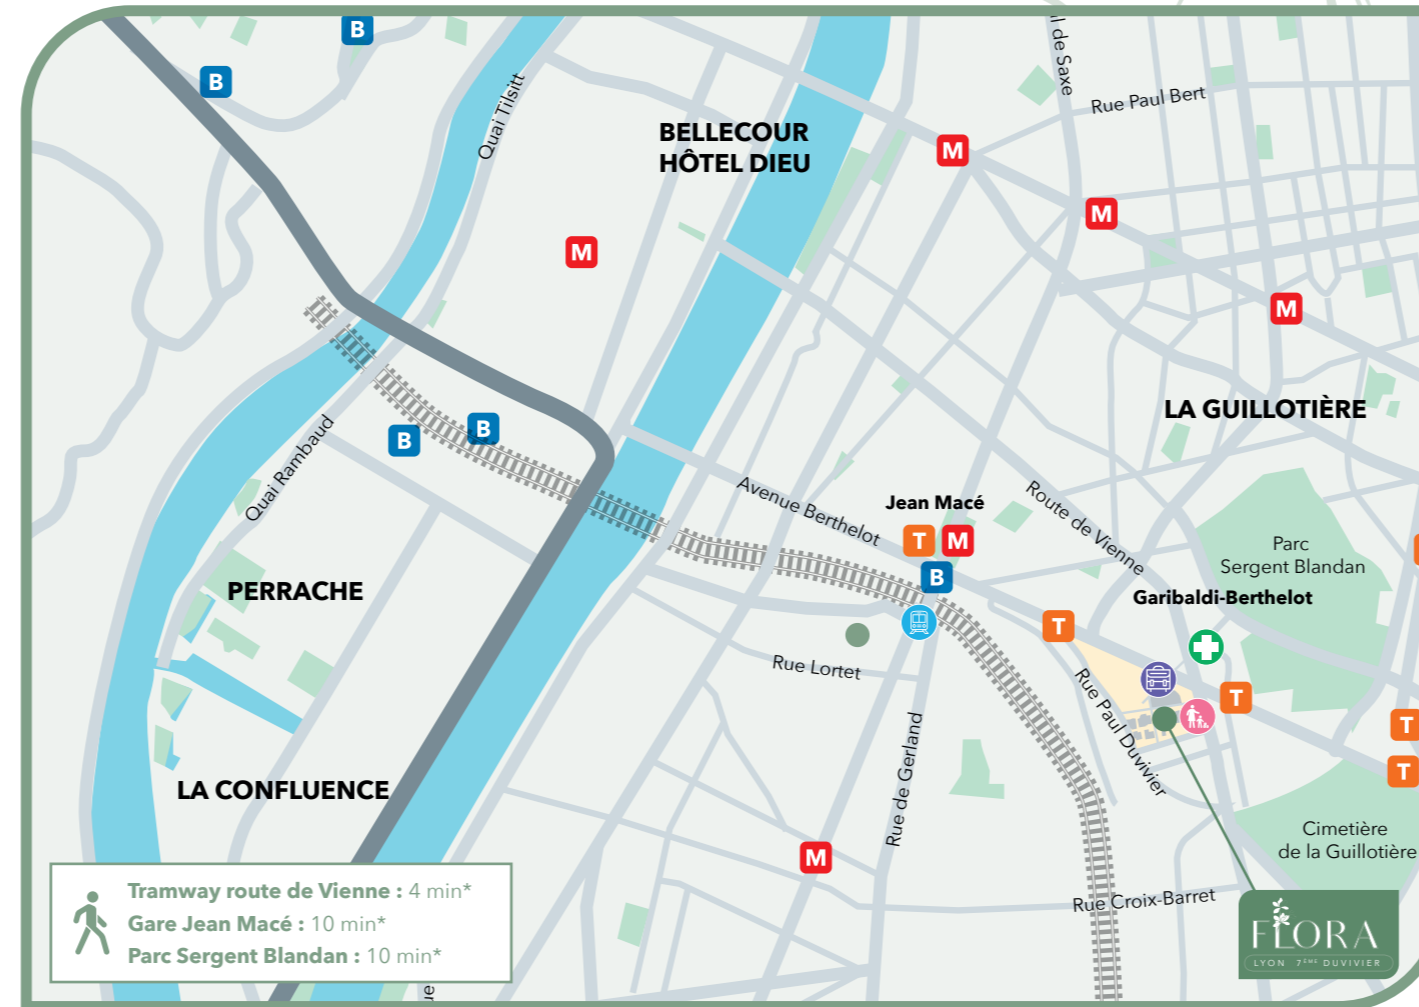 B
B
Quai Tilsitt
BELLECOUR
HÔTEL DIEU
de Saxe
Rue Paul Bert
M
M
M
M
LA GUILLOTIÈRE
B
B
Quai Rambaud
Avenue Berthelot
Jean Macé
T M
B
Route de Vienne
Parc
Sergent Blandan
Garibaldi-Berthelot
PERRACHE
T
Rue Lortet
Rue Paul Duvivier
T
T
T
Rue de Gerland
LA CONFLUENCE
M
Cimetière
de la Guillotière
Rue Croix-Barret
Tramway route de Vienne : 4 min*
Gare Jean Macé : 10 min*
Parc Sergent Blandan : 10 min*
FLORA
LYON 7ÈME DUVIVIER